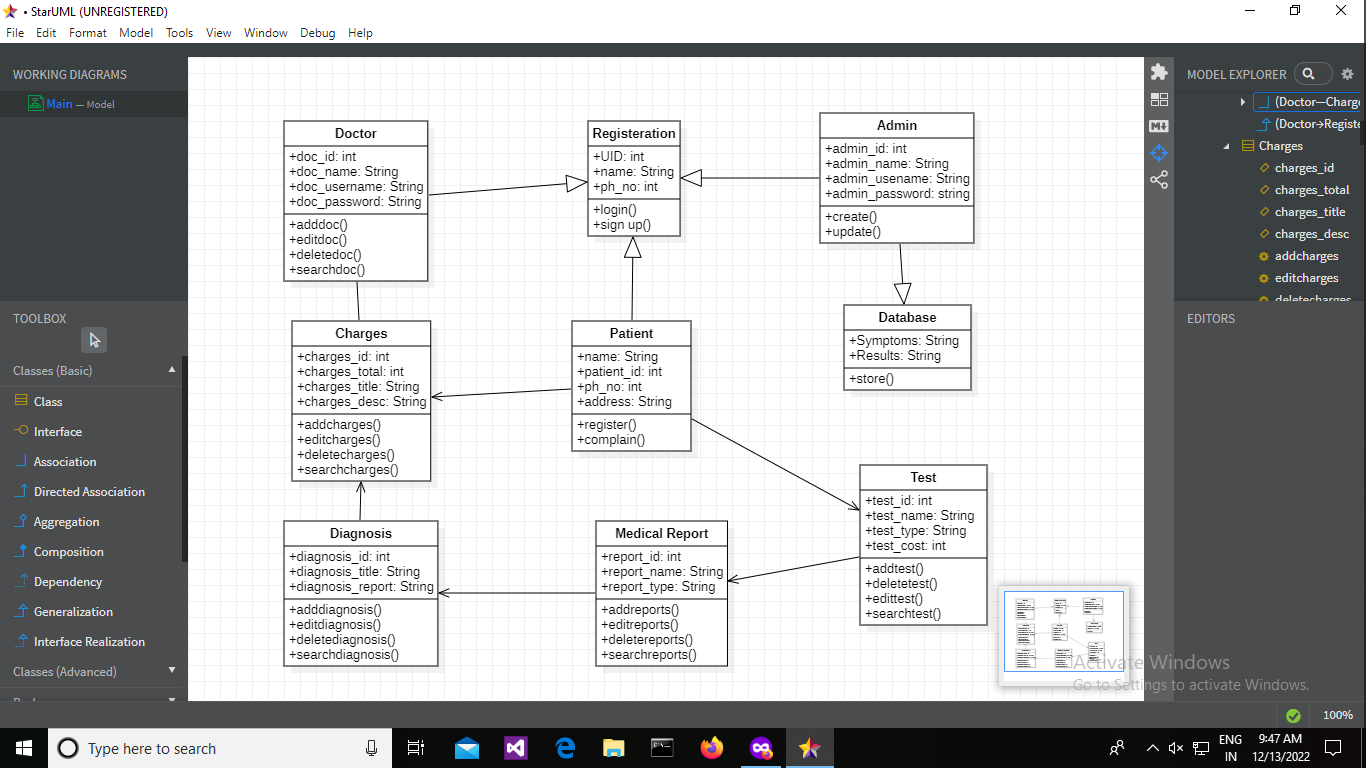 • StarUML (UNREGISTERED)
File Edit Format Model Tools View Window Debug Help
WORKING DIAGRAMS
Main — Model
TOOLBOX
Classes (Basic)
Class
Interface
Association
Directed Association
Aggregation
Composition
Dependency
Generalization
Interface Realization
Classes (Advanced)
Doctor
+doc_id: int
+doc_name: String
+doc_username: String
+doc_password: String
+adddoc()
+editdoc()
+deletedoc()
+searchdoc()
Registeration
+UID: int
+name: String
+ph_no: int
+login()
+sign up()
Admin
+admin_id: int
+admin_name: String
+admin_usename: String
+admin_password: string
+create()
+update()
Charges
+charges_id: int
+charges_total: int
+charges_title: String
+charges_desc: String
+addcharges()
+editcharges()
+deletecharges()
+searchcharges()
Patient
+name: String
+patient_id: int
+ph_no: int
+address: String
+register()
+complain()
Database
+Symptoms: String
+Results: String
+store()
Diagnosis
+diagnosis_id: int
+diagnosis_title: String
+diagnosis_report: String
+adddiagnosis()
+editdiagnosis()
+deletediagnosis()
+searchdiagnosis()
Medical Report
+report_id: int
+report_name: String
+report_type: String
+addreports()
+editreports()
+deletereports()
+searchreports()
Test
+test_id: int
+test_name: String
+test_type: String
+test_cost: int
+addtest()
+deletetest()
+edittest()
+searchtest()
MODEL EXPLORER
(Doctor—Charge
(Doctor→Registe
Charges
charges_id
charges_total
charges_title
charges_desc
addcharges
editcharges
deletecharges
EDITORS
Activate Windows
Go to Settings to activate Windows.
100%
Type here to search
ENG
IN
9:47 AM
12/13/2022